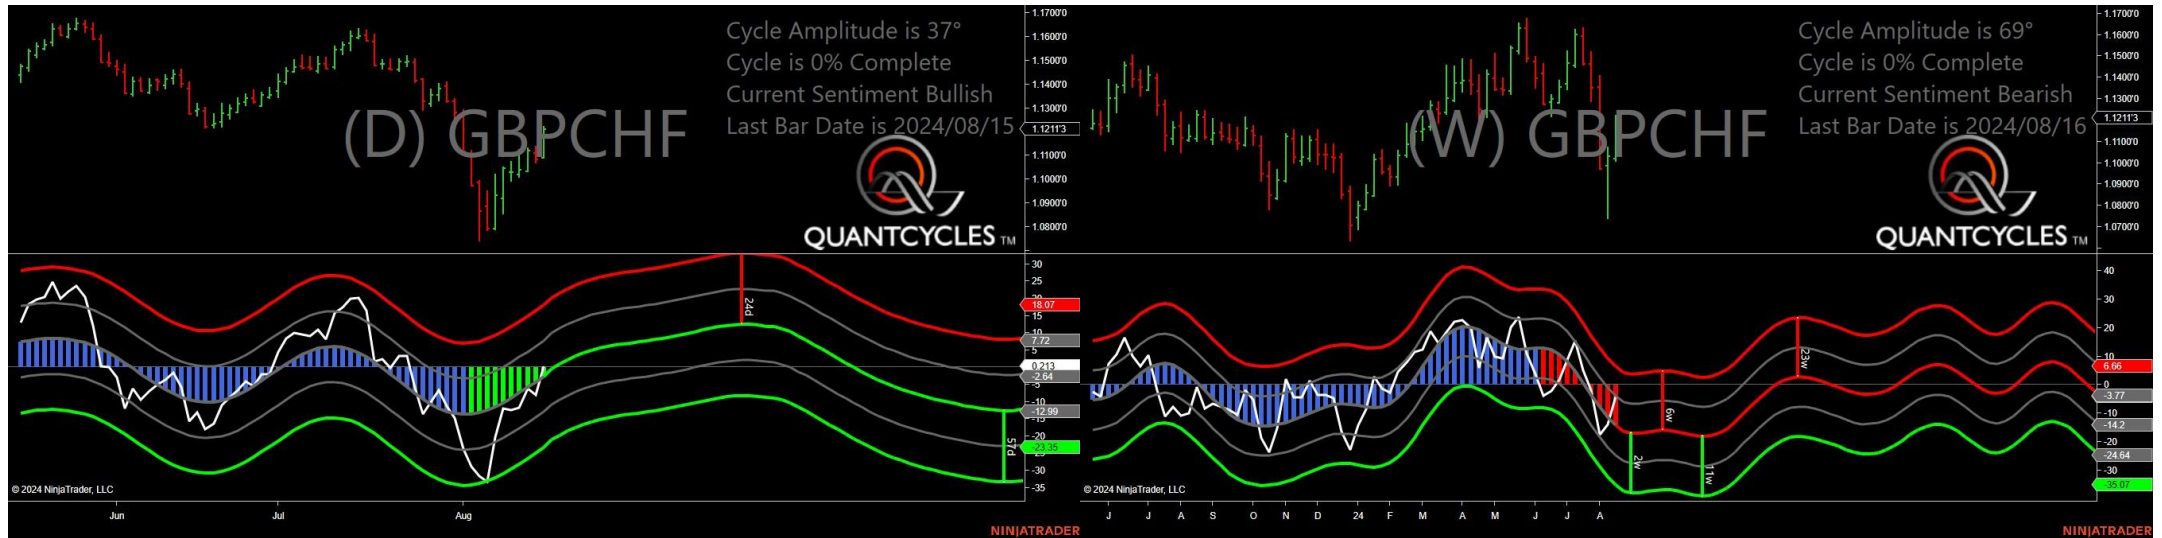 Cycle Amplitude is 37°
Cycle is 0% Complete
Current Sentiment Bullish
Last Bar Date is 2024/08/15
(D) GBPCHF
QUANTCYCLES TM
1.1700'0
1.1600'0
1.1500'0
1.1400'0
1.1300'0
1.1211'3
1.1100'0
1.1000'0
1.0900'0
1.0800'0
30
25
18.07
15
10
7.72
5
0.213
-2.64
-5
-10
-12.99
-15
-20
-23.35
-30
-35
24d
57d
© 2024 NinjaTrader, LLC
Jun
Jul
Aug
NINJATRADER
Cycle Amplitude is 69°
Cycle is 0% Complete
Current Sentiment Bearish
Last Bar Date is 2024/08/16
(W) GBPCHF
QUANTCYCLES TM
1.1700'0
1.1600'0
1.1500'0
1.1400'0
1.1300'0
1.1211'3
1.1100'0
1.1000'0
1.0900'0
1.0800'0
1.0700'0
40
30
20
10
6.66
0
-3.77
-10
-14.2
-20
-24.64
-30
-35.07
23w
6w
2w
11w
© 2024 NinjaTrader, LLC
J J A S O N D 24 F M A M J J A
NINJATRADER